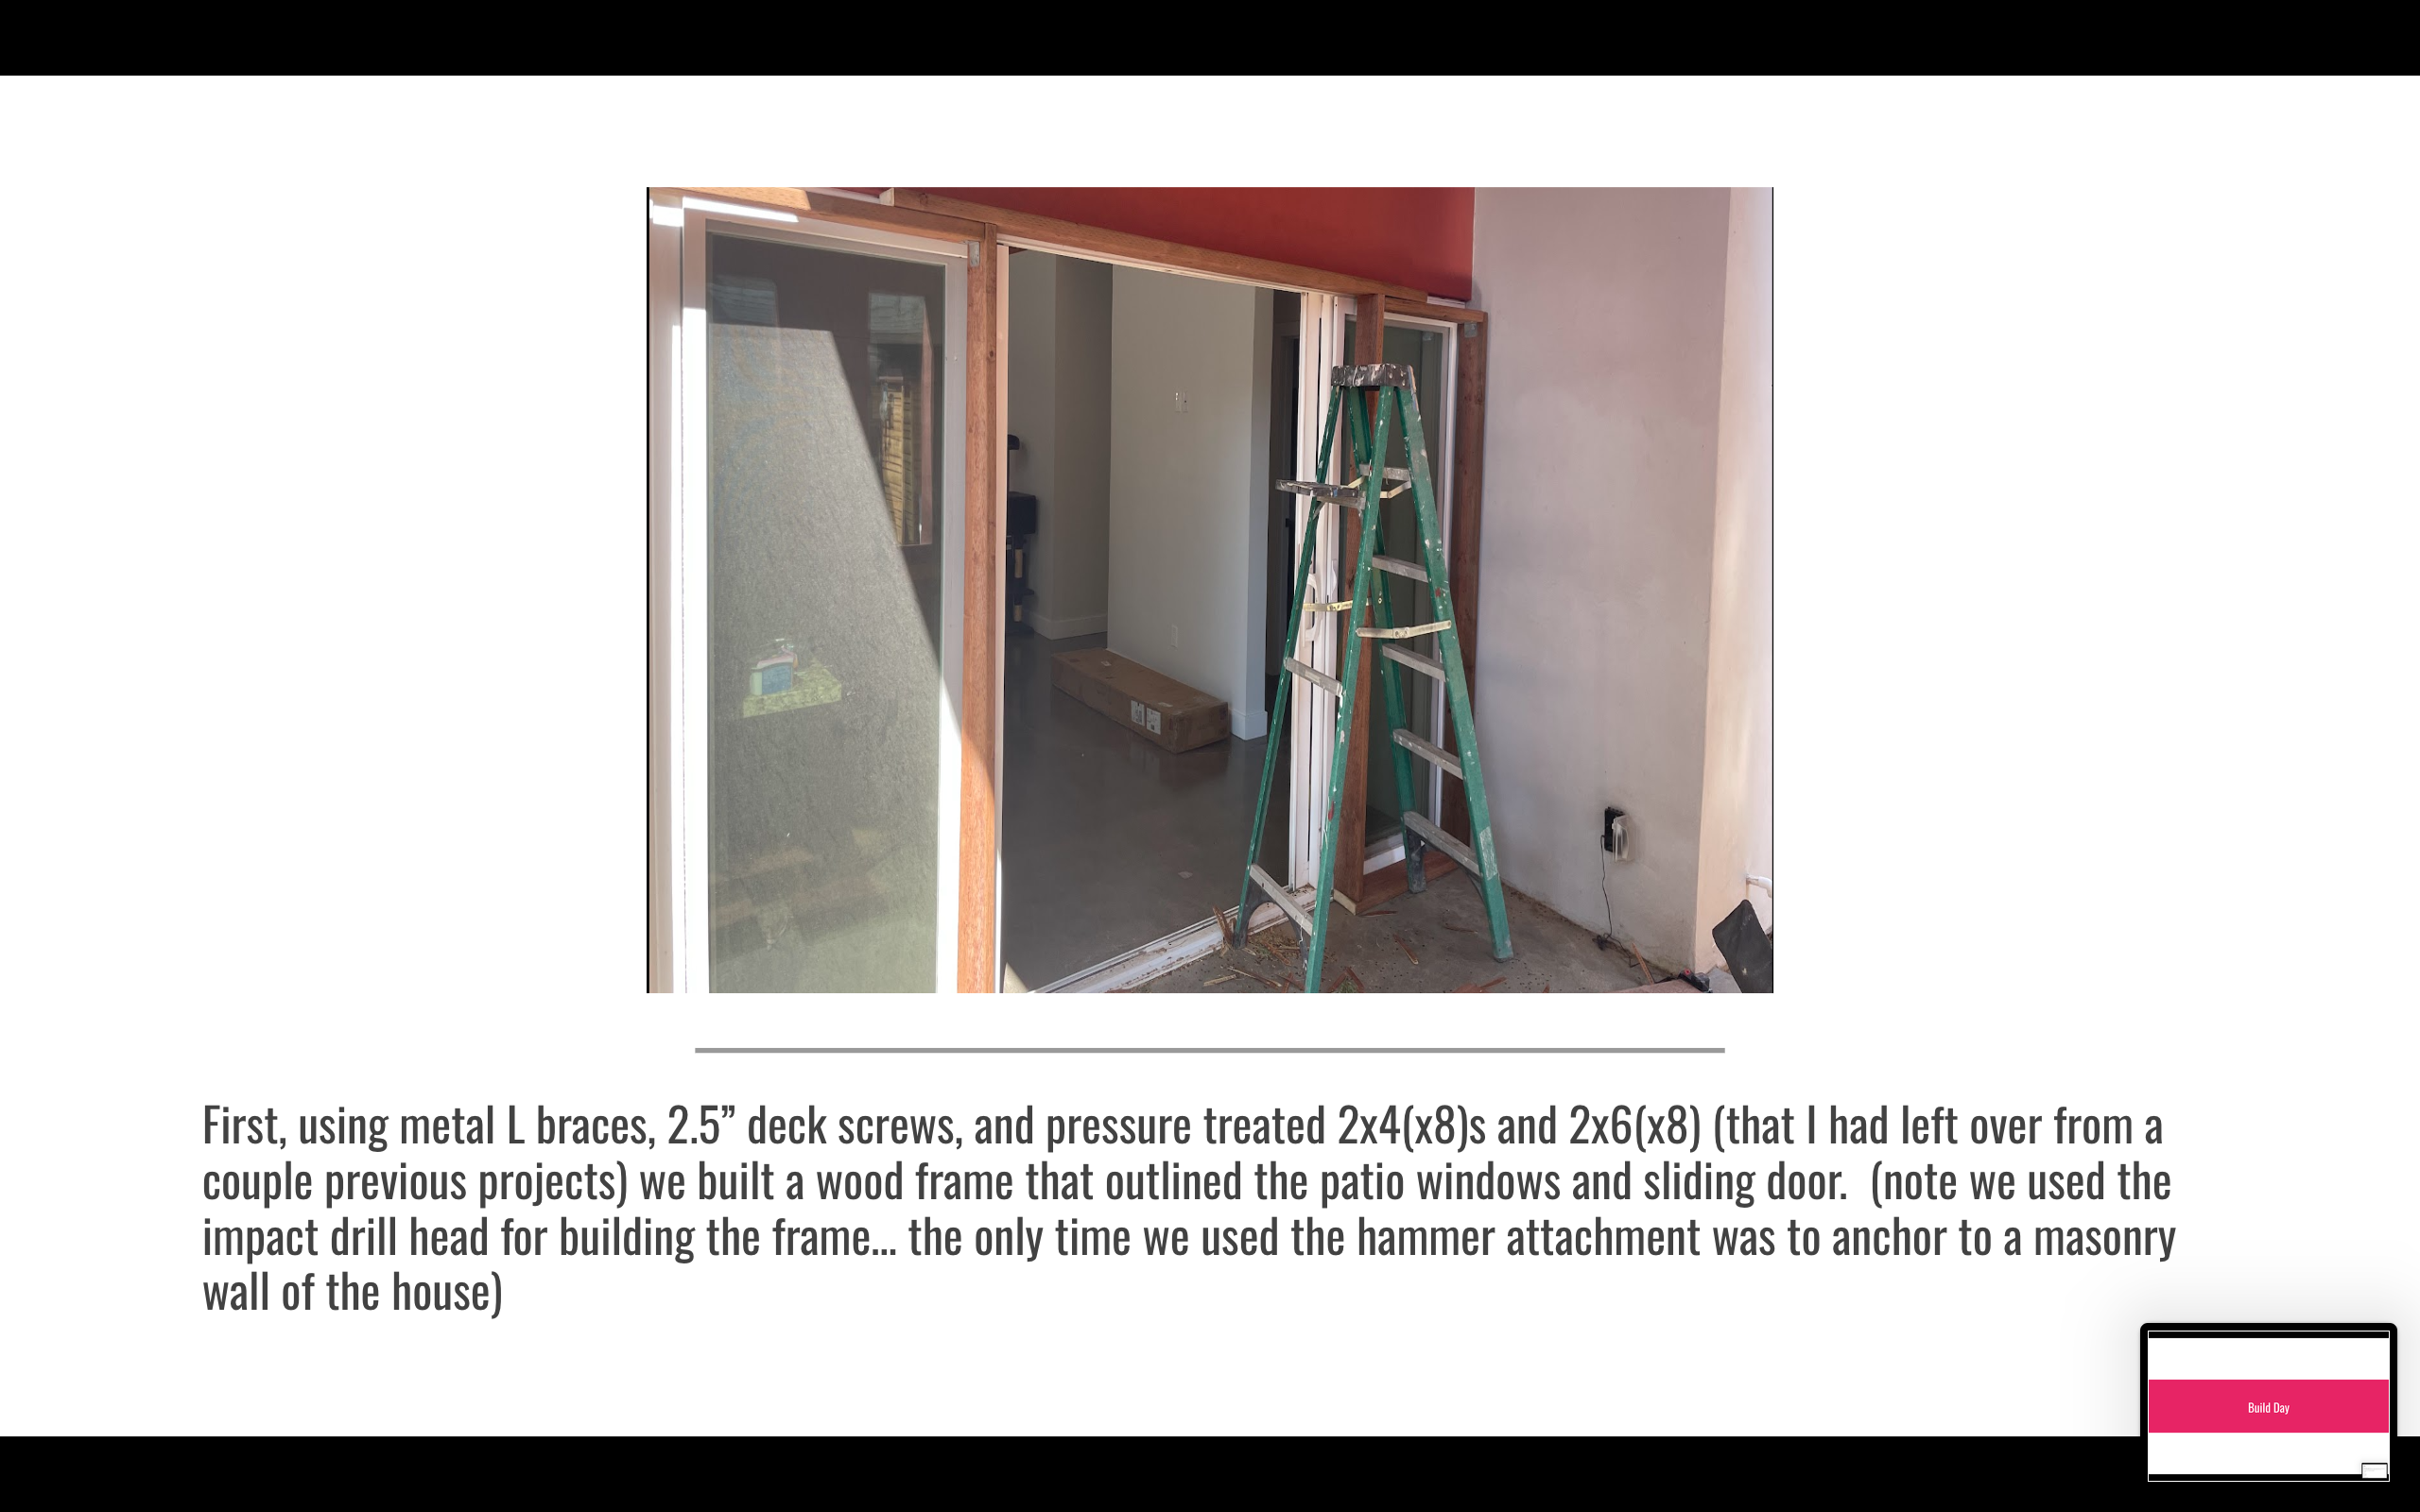 First, using metal L braces, 2.5” deck screws, and pressure treated 2x4(x8)s and 2x6(x8) (that I had left over from a
couple previous projects) we built a wood frame that outlined the patio windows and sliding door.  (note we used the
impact drill head for building the frame... the only time we used the hammer attachment was to anchor to a masonry
wall of the house)
Build Day